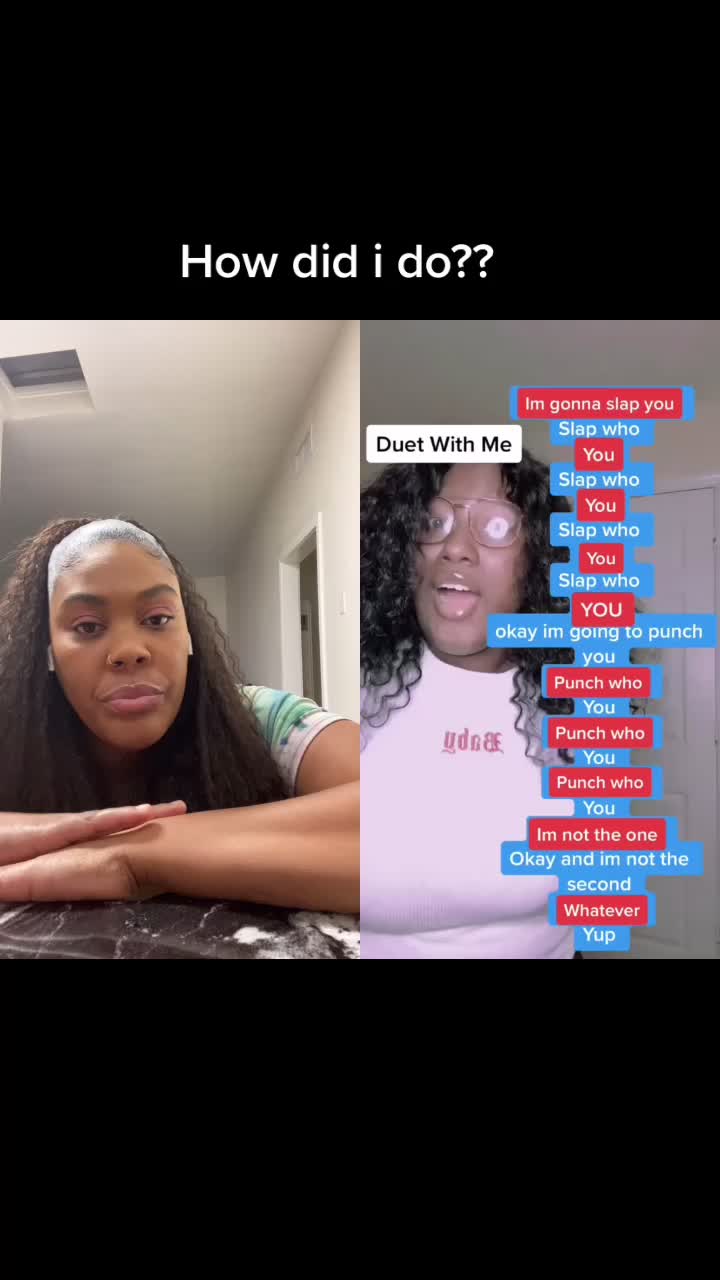 How did i do??
Duet With Me
Im gonna slap you
Slap who
You
Slap who
You
Slap who
You
Slap who
YOU
okay im going to punch
you
Punch who
You
Punch who
You
Punch who
You
Im not the one
Okay and im not the
second
Whatever
Yup
Baby